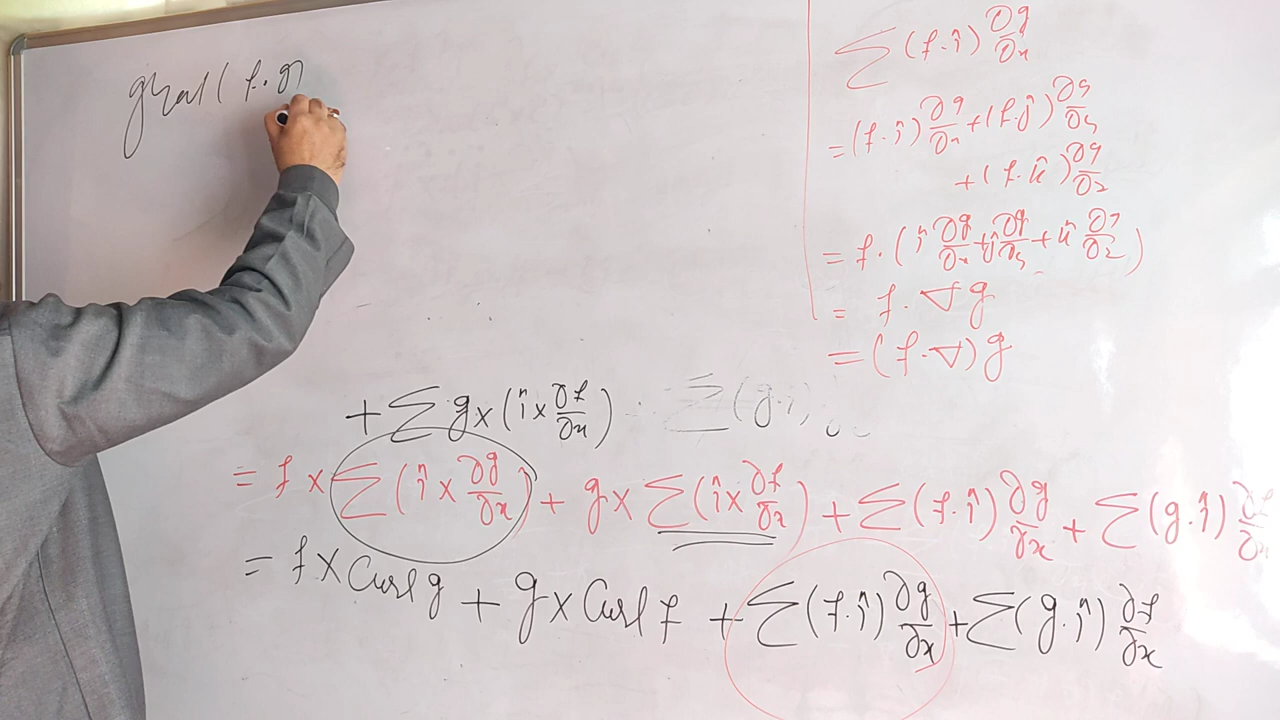 grad( f.g)
∑(f.î) ∂g/∂x
=(f.î) ∂g/∂x+(f.ĵ) ∂g/∂y
+(f.k̂) ∂g/∂z
= f.(î ∂g/∂x+ĵ ∂g/∂y+k̂ ∂g/∂z)
= f.∇g
=(f.∇)g
+∑g×(î×∂f/∂x) ∑(g.î)
= f×∑(î×∂g/∂x)+ g×∑(î×∂f/∂x)+∑(f.î)∂g/∂x+∑(g.î)∂f/∂x
= f×Curl g + g×Curl f +∑(f.î)∂g/∂x+∑(g.î)∂f/∂x